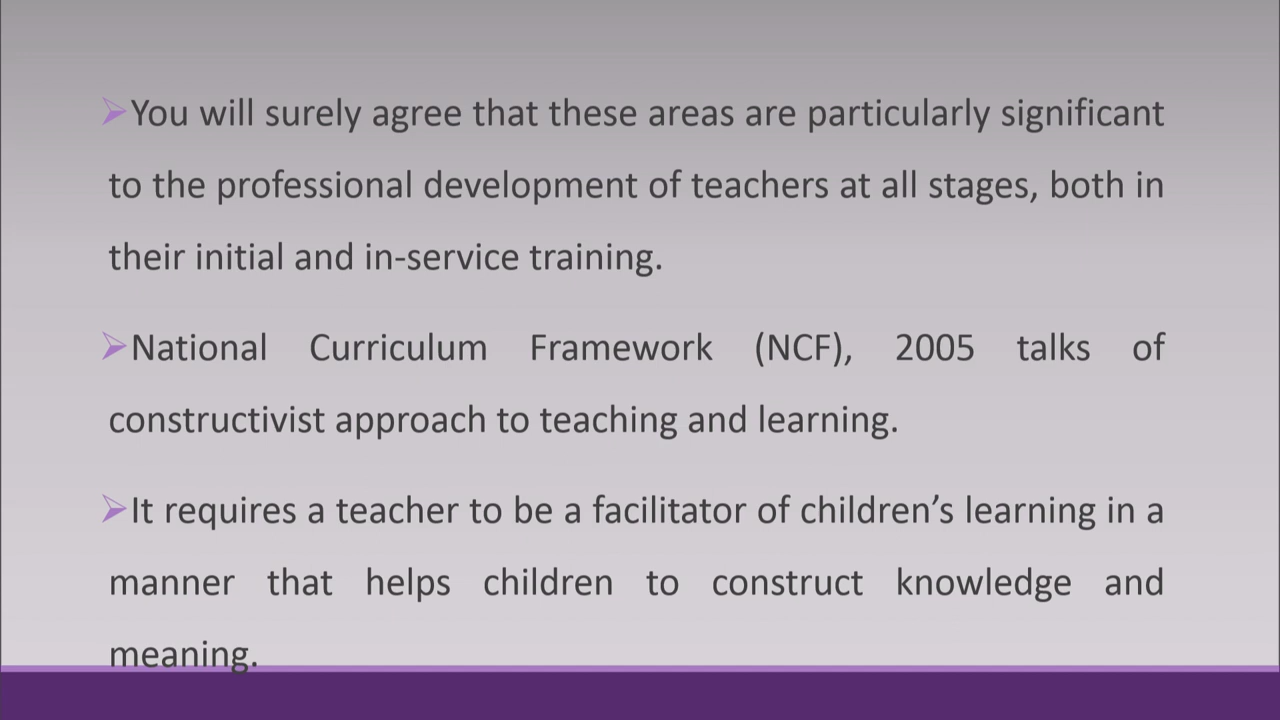 ➢You will surely agree that these areas are particularly significant
to the professional development of teachers at all stages, both in
their initial and in-service training.
➢National Curriculum Framework (NCF), 2005 talks of
constructivist approach to teaching and learning.
➢It requires a teacher to be a facilitator of children’s learning in a
manner that helps children to construct knowledge and
meaning.